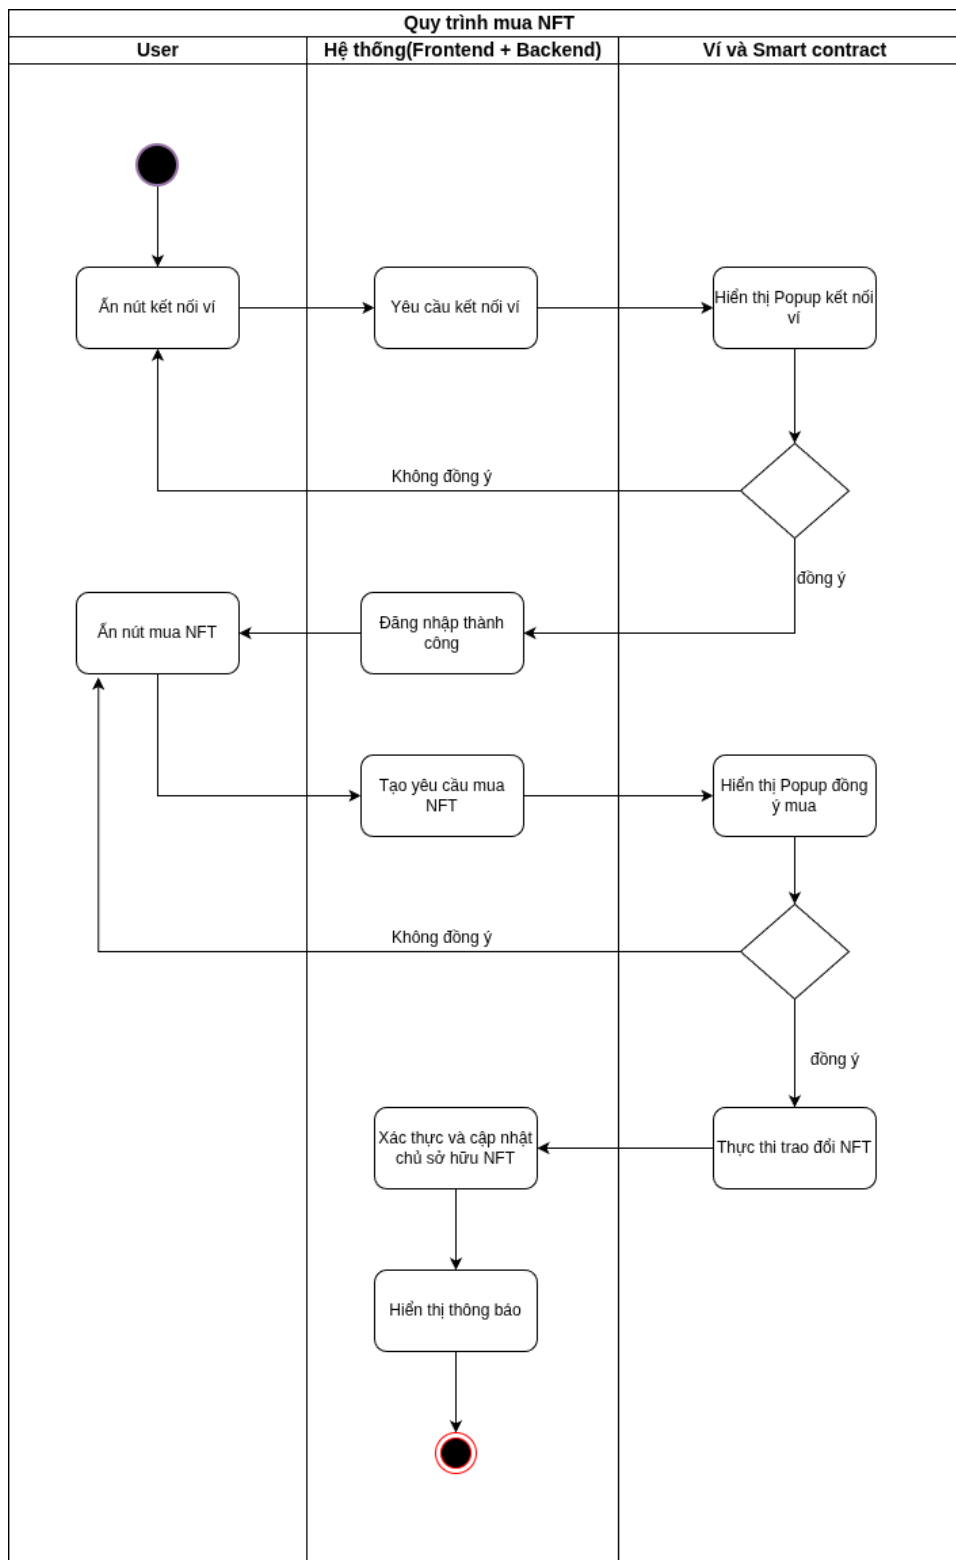 Quy trình mua NFT
User
Hệ thống(Frontend + Backend)
Ví và Smart contract
Ấn nút kết nối ví
Yêu cầu kết nối ví
Hiển thị Popup kết nối
ví
Không đồng ý
đồng ý
Ấn nút mua NFT
Đăng nhập thành
công
Tạo yêu cầu mua
NFT
Hiển thị Popup đồng
ý mua
Không đồng ý
đồng ý
Xác thực và cập nhật
chủ sở hữu NFT
Thực thi trao đổi NFT
Hiển thị thông báo